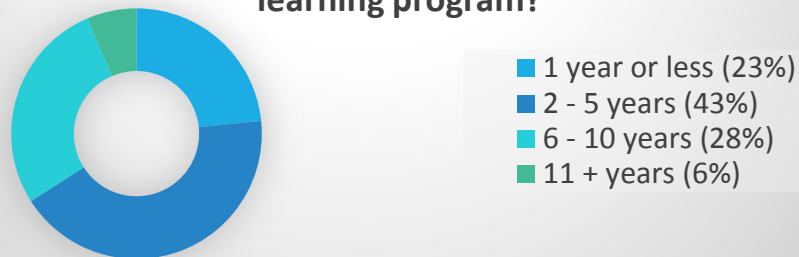 learning program?
1 year or less (23%)
2 - 5 years (43%)
6 - 10 years (28%)
11 + years (6%)